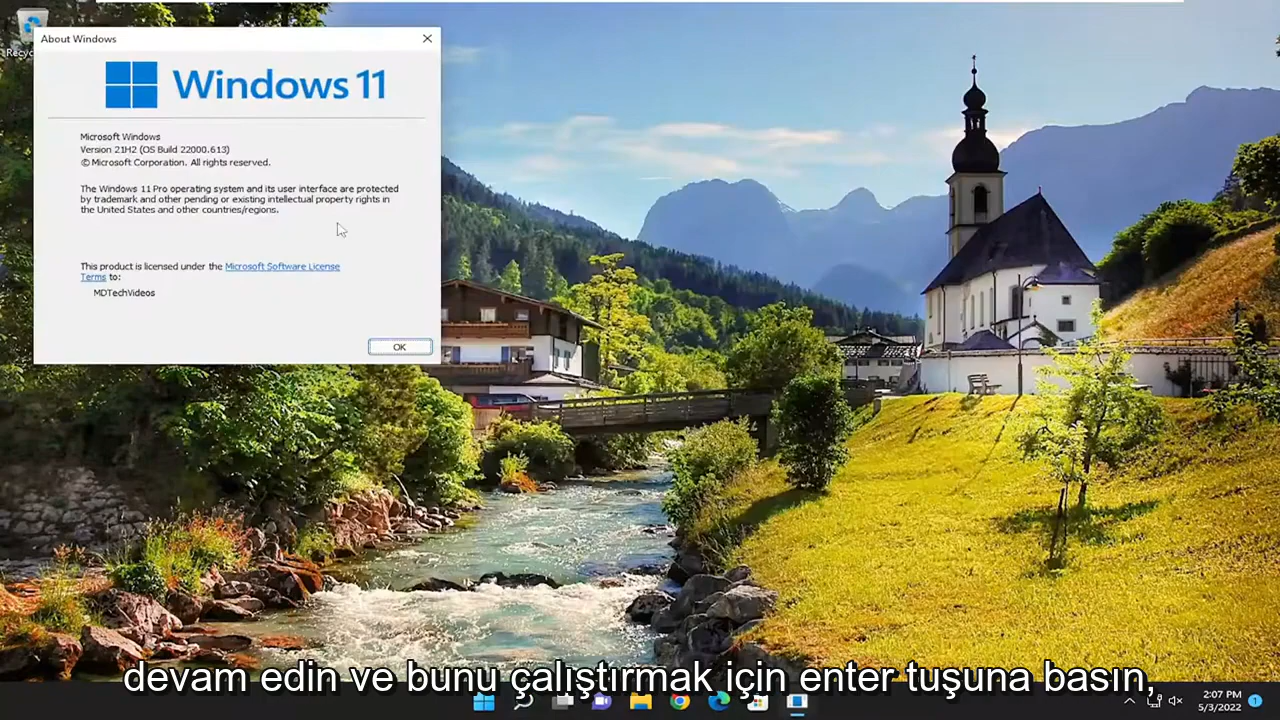 Recyc
About Windows
Windows 11
Microsoft Windows
Version 21H2 (OS Build 22000.613)
© Microsoft Corporation. All rights reserved.
The Windows 11 Pro operating system and its user interface are protected
by trademark and other pending or existing intellectual property rights in
the United States and other countries/regions.
This product is licensed under the Microsoft Software License
Terms to:
MDTechVideos
OK
devam edin ve bunu çalıştırmak için enter tuşuna basın,
2:07 PM
5/3/2022
1